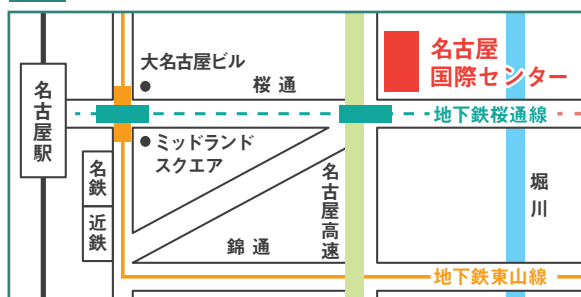 大名古屋ビル
桜通
名古屋
国際センター
名古屋駅
地下鉄桜通線
ミッドランド
スクエア
名鉄
近鉄
名古屋高速
堀川
錦通
地下鉄東山線